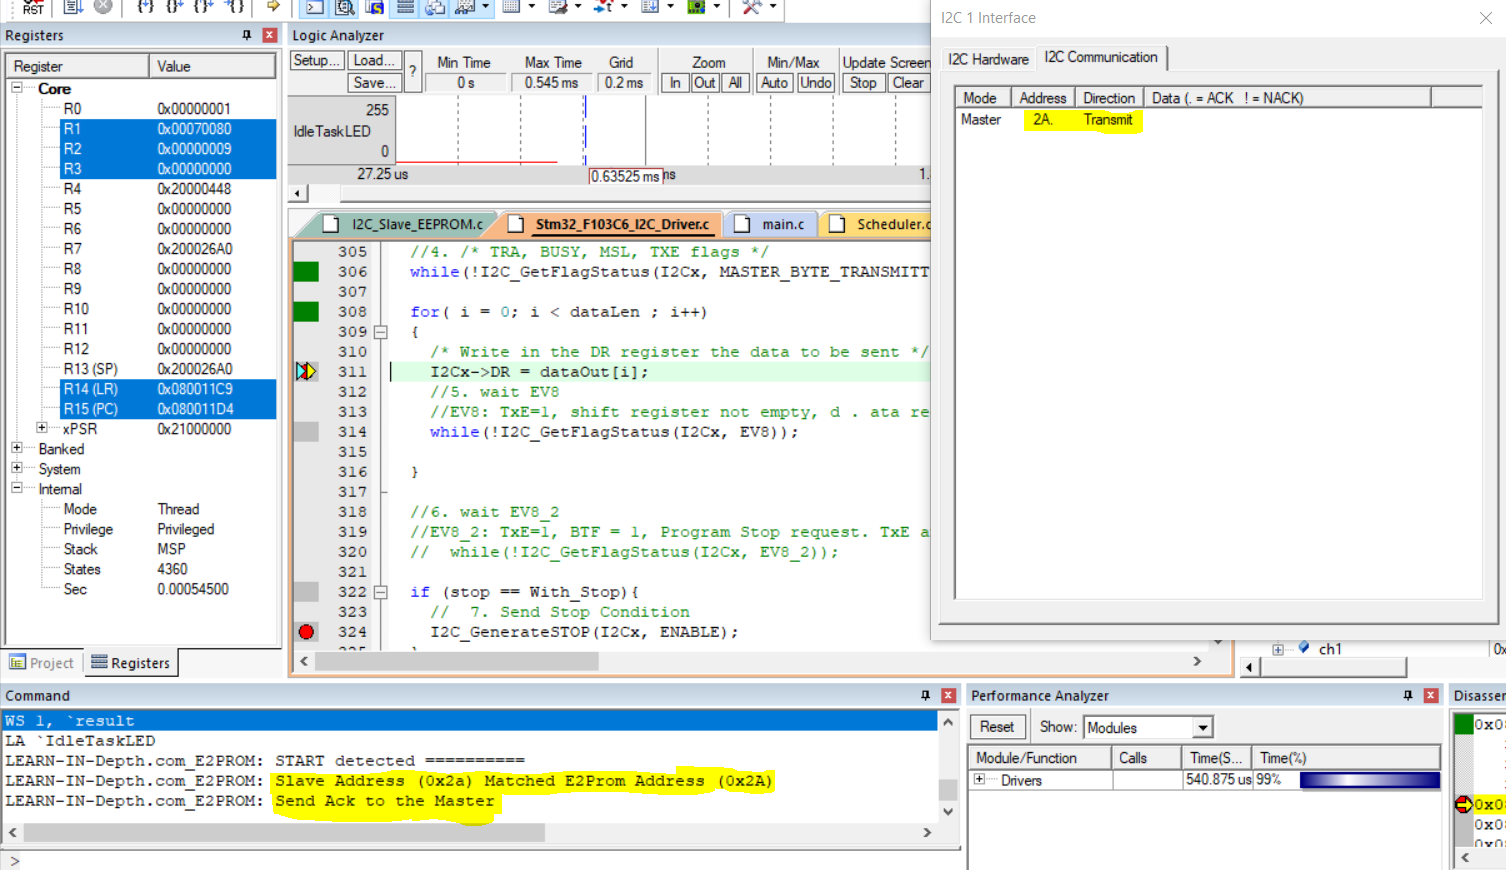 RST
I2C 1 Interface
Registers
Logic Analyzer
I2C Hardware
I2C Communication
Register Value
Setup... Load... Save... ?
Min Time Max Time Grid Zoom Min/Max Update Screen
0 s 0.545 ms 0.2 ms In Out All Auto Undo Stop Clear
Mode Address Direction Data (. = ACK ! = NACK)
Master 2A. Transmit
Core
R0 0x00000001
R1 0x00070080
R2 0x00000009
R3 0x00000000
R4 0x20000448
R5 0x00000000
R6 0x00000000
R7 0x200026A0
R8 0x00000000
R9 0x00000000
R10 0x00000000
R11 0x00000000
R12 0x00000000
R13 (SP) 0x200026A0
R14 (LR) 0x080011C9
R15 (PC) 0x080011D4
xPSR 0x21000000
Banked
System
Internal
Mode Thread
Privilege Privileged
Stack MSP
States 4360
Sec 0.00054500
Project Registers
255
IdleTaskLED
0
27.25 us 0.63525 ms ns 1.
I2C_Slave_EEPROM.c Stm32_F103C6_I2C_Driver.c main.c Scheduler.c
305 //4. /* TRA, BUSY, MSL, TXE flags */
306 while(!I2C_GetFlagStatus(I2Cx, MASTER_BYTE_TRANSMITT
307
308 for( i = 0; i < dataLen ; i++)
309 {
310 /* Write in the DR register the data to be sent */
311 I2Cx->DR = dataOut[i];
312 //5. wait EV8
313 //EV8: TxE=1, shift register not empty, d . ata re
314 while(!I2C_GetFlagStatus(I2Cx, EV8));
315
316 }
317
318 //6. wait EV8_2
319 //EV8_2: TxE=1, BTF = 1, Program Stop request. TxE a
320 // while(!I2C_GetFlagStatus(I2Cx, EV8_2));
321
322 if (stop == With_Stop){
323 // 7. Send Stop Condition
324 I2C_GenerateSTOP(I2Cx, ENABLE);
ch1 0x
Command
WS 1, `result
LA `IdleTaskLED
LEARN-IN-Depth.com_E2PROM: START detected ==========
LEARN-IN-Depth.com_E2PROM: Slave Address (0x2a) Matched E2Prom Address (0x2A)
LEARN-IN-Depth.com_E2PROM: Send Ack to the Master
>
Performance Analyzer
Reset Show: Modules
Module/Function Calls Time(S... Time(%)
Drivers 540.875 us 99%
Disasser
0x08
0x08
0x08